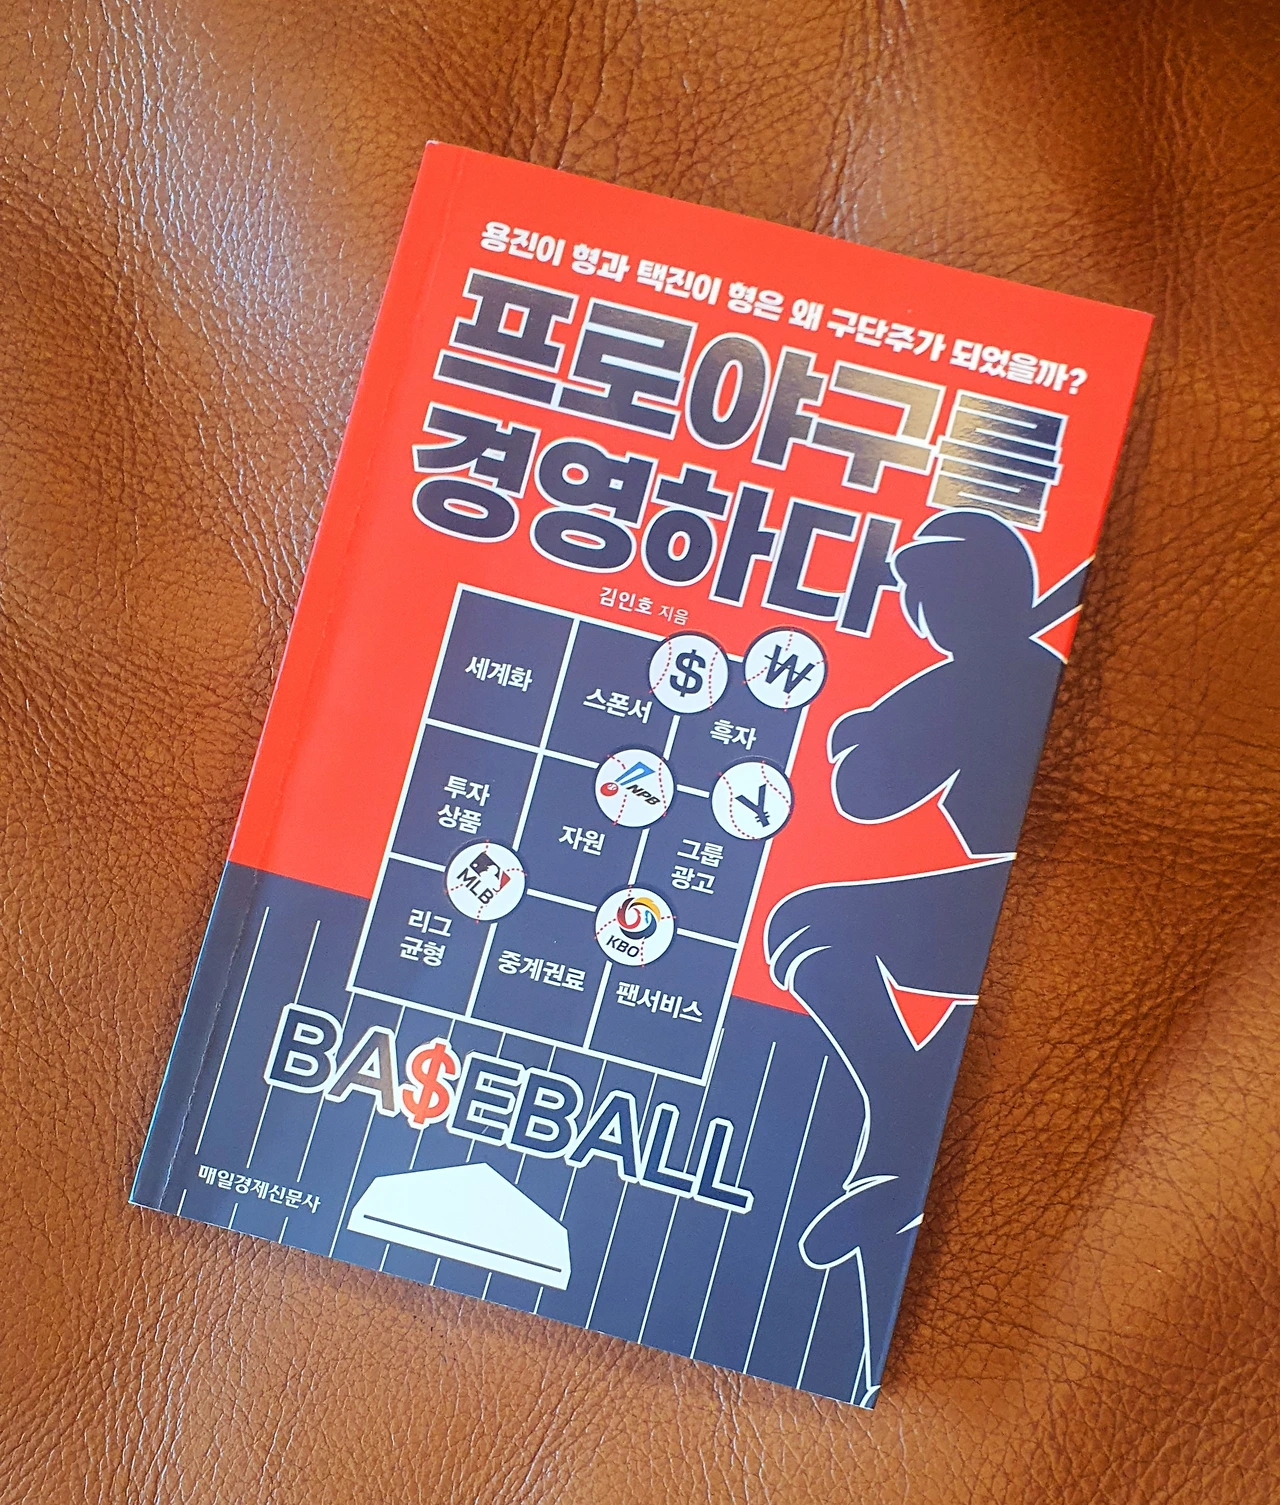 용진이 형과 택진이 형은 왜 구단주가 되었을까?
프로야구를
경영하다
김인호 지음
$
₩
세계화
스폰서
흑자
NPB
¥
투자
상품
자원
그룹
광고
MLB
KBO
리그
균형
중계권료
팬서비스
BA$EBALL
매일경제신문사